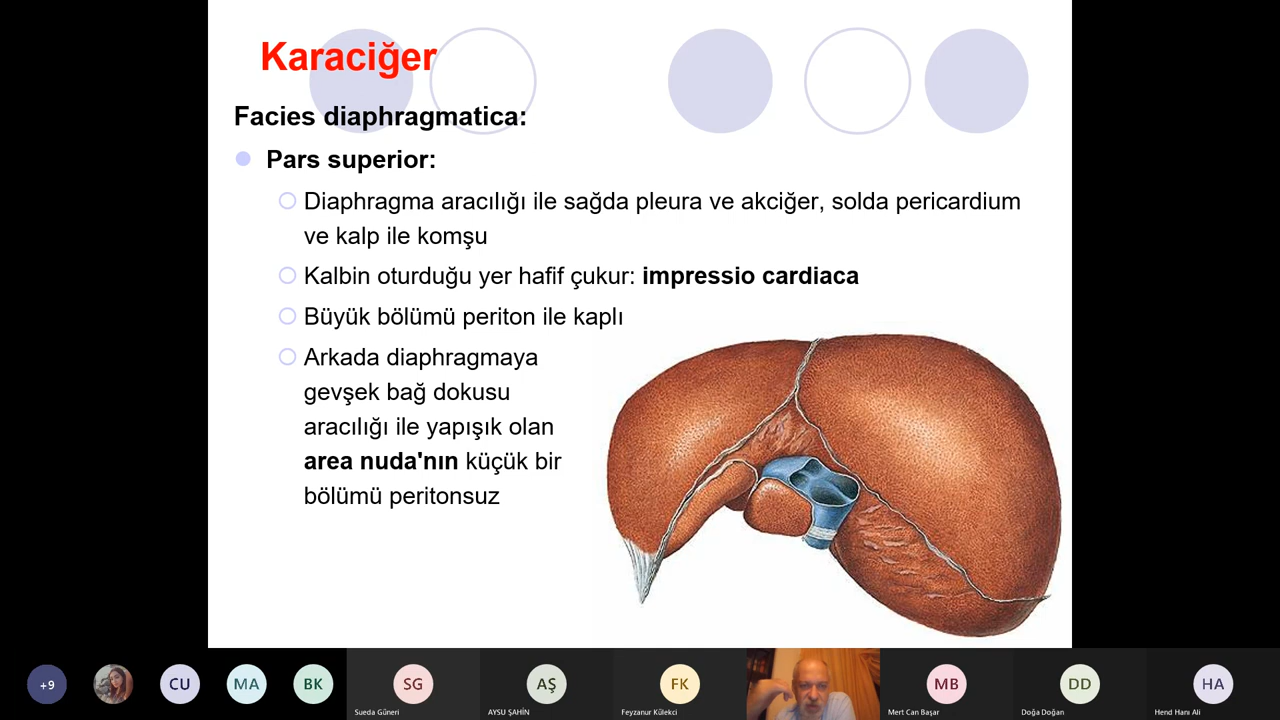 Karaciğer
Facies diaphragmatica:
Pars superior:
Diaphragma aracılığı ile sağda pleura ve akciğer, solda pericardium
ve kalp ile komşu
Kalbin oturduğu yer hafif çukur: impressio cardiaca
Büyük bölümü periton ile kaplı
Arkada diaphragmaya
gevşek bağ dokusu
aracılığı ile yapışık olan
area nuda'nın küçük bir
bölümü peritonsuz
+9
CU
MA
BK
SG
AŞ
FK
MB
DD
HA
Sueda Güneri
AYSU ŞAHİN
Feyzanur Külekci
Mert Can Başar
Doğa Doğan
Hend Hanı Ali